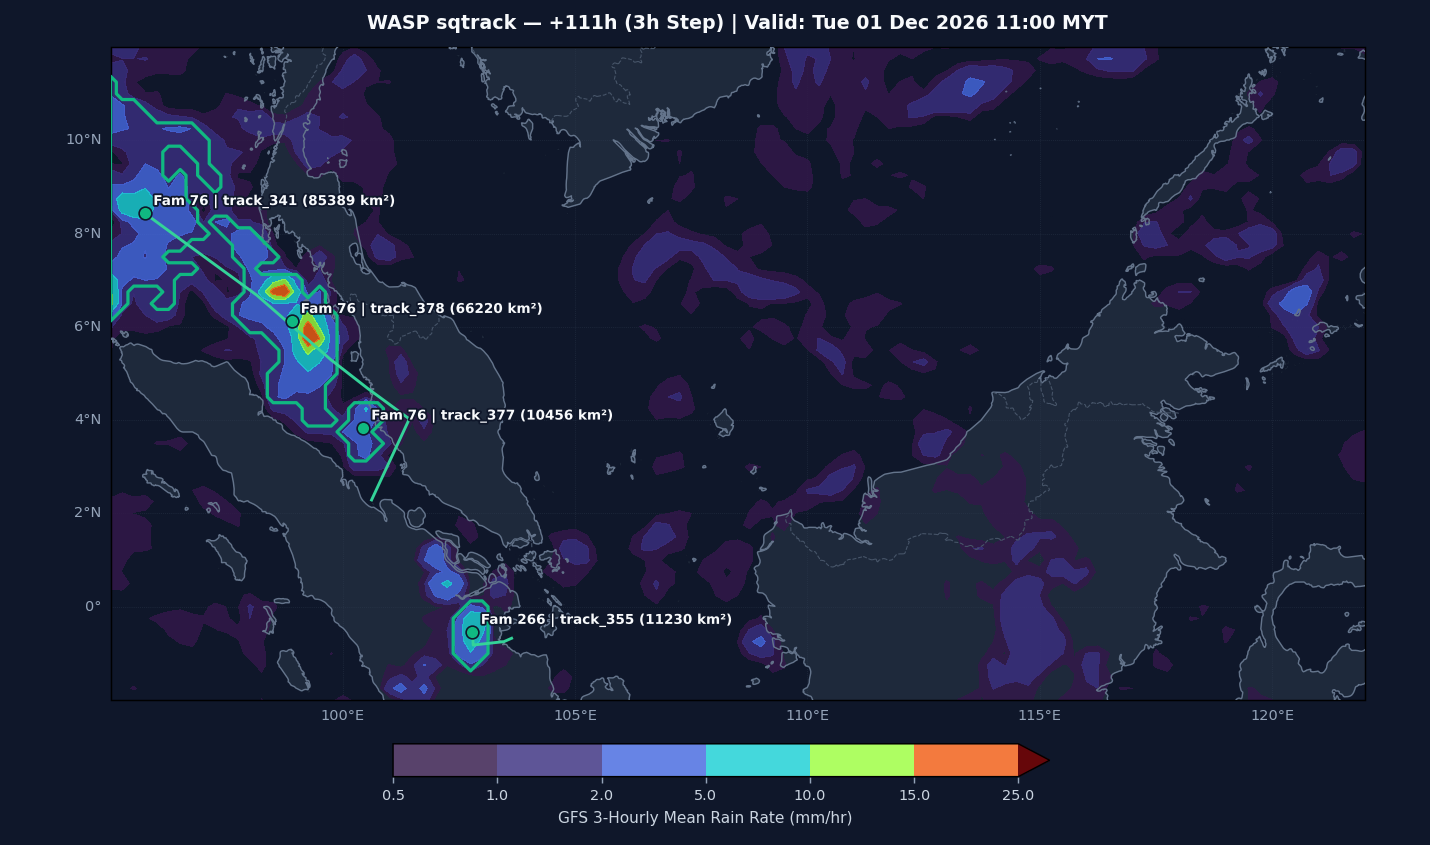 WASP sqtrack — +111h (3h Step) | Valid: Tue 01 Dec 2026 11:00 MYT
10°N
Fam 76 | track_341 (85389 km²)
8°N
Fam 76 | track_378 (66220 km²)
6°N
4°N
Fam 76 | track_377 (10456 km²)
2°N
0°
Fam 266 | track_355 (11230 km²)
100°E
105°E
110°E
115°E
120°E
0.5
1.0
2.0
5.0
10.0
15.0
25.0
GFS 3-Hourly Mean Rain Rate (mm/hr)